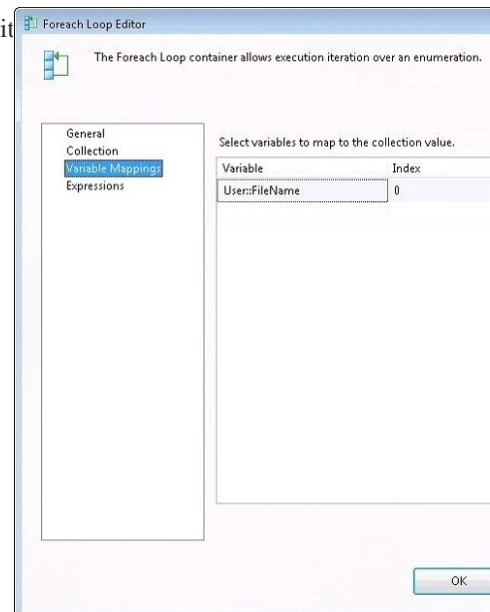 it
Foreach Loop Editor
The Foreach Loop container allows execution iteration over an enumeration.
General
Collection
Variable Mappings
Expressions
Select variables to map to the collection value.
Variable Index
User::FileName 0
OK